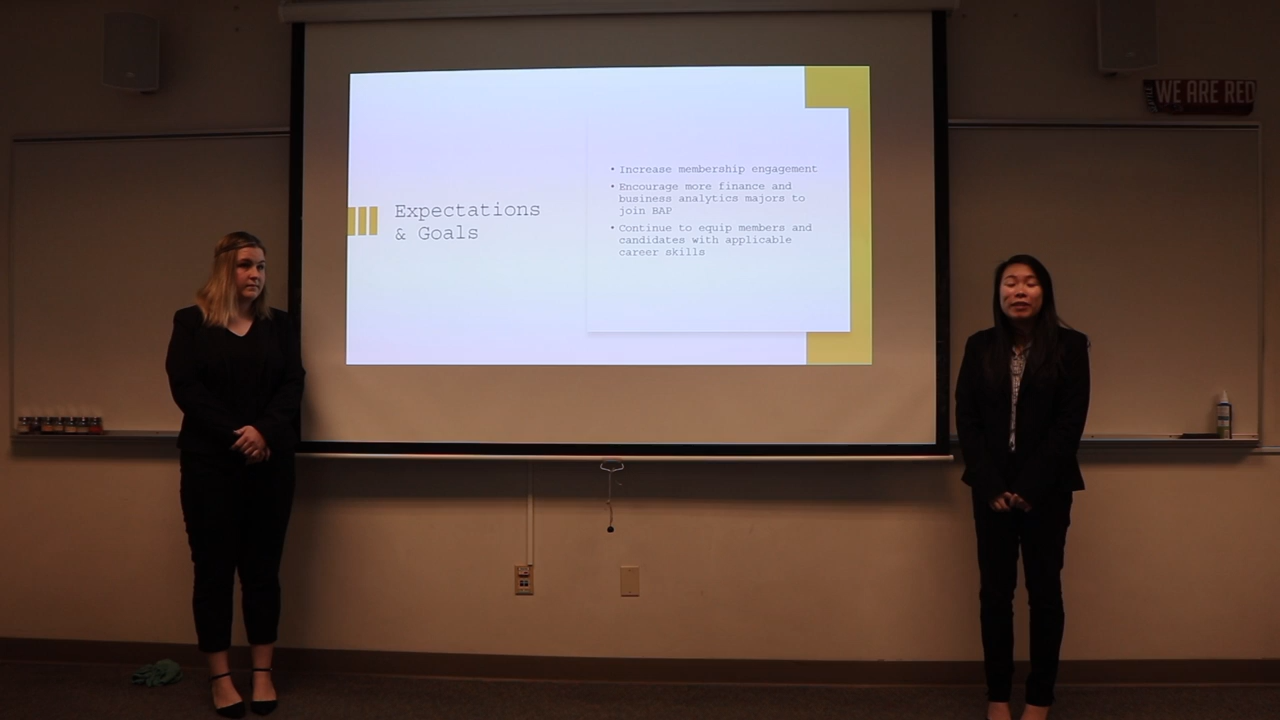 WE ARE RED
Expectations
& Goals
• Increase membership engagement
• Encourage more finance and
business analytics majors to
join BAP
• Continue to equip members and
candidates with applicable
career skills